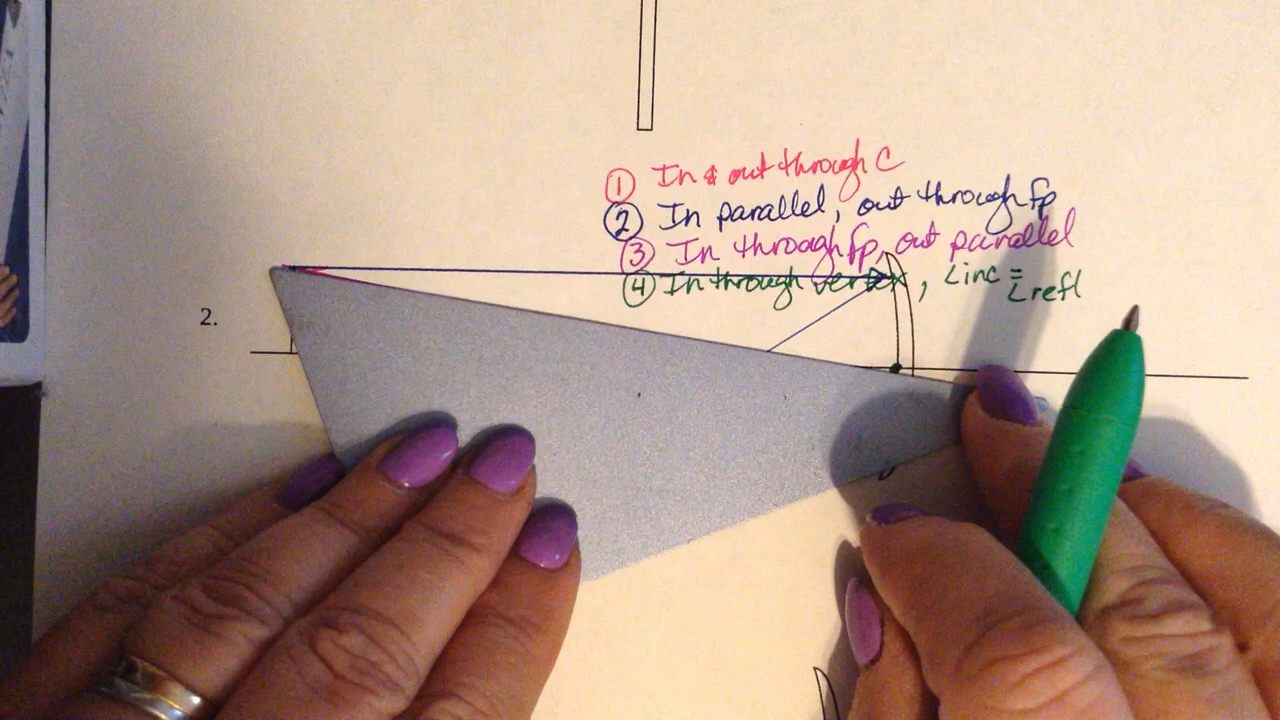 ① In & out through C
② In parallel, out through fp
③ In through fp, out parallel
④ In through vertex, ∠inc = ∠refl
2.